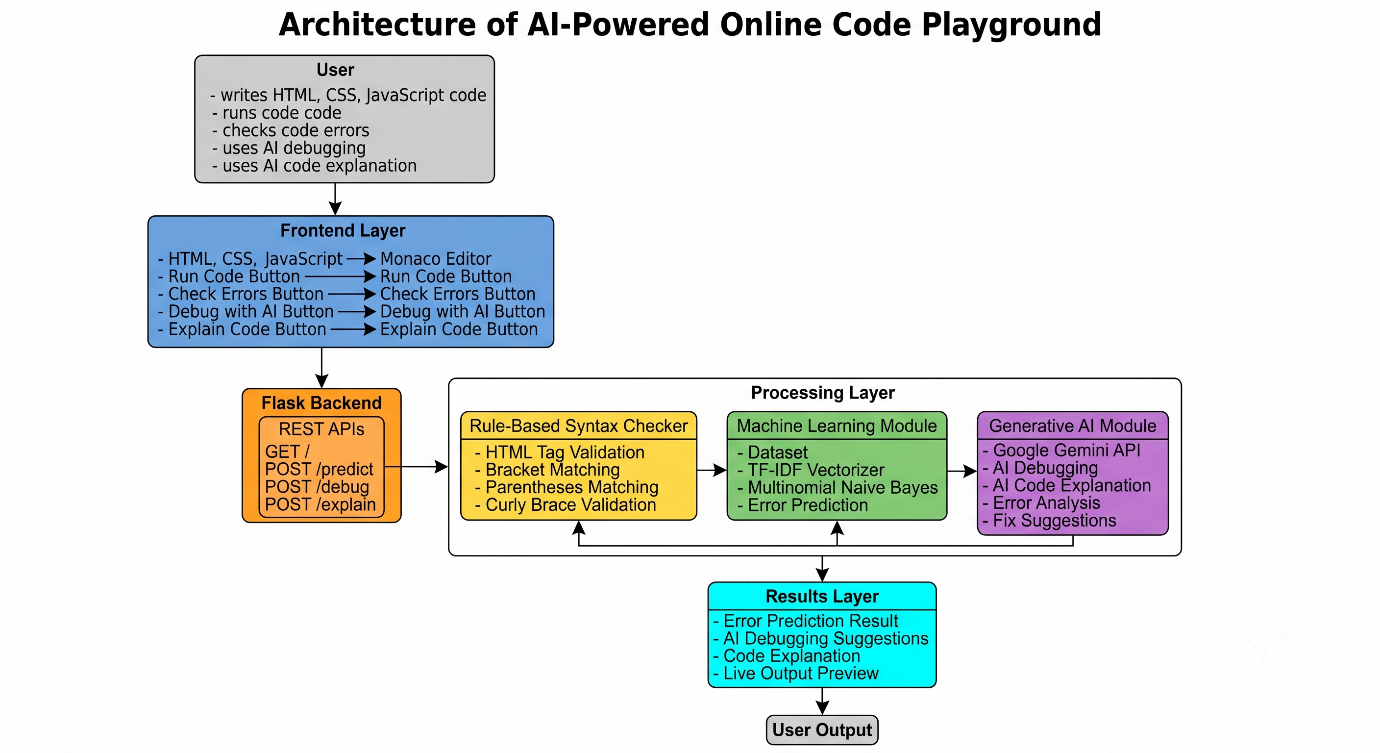 Architecture of AI-Powered Online Code Playground
User
- writes HTML, CSS, JavaScript code
- runs code code
- checks code errors
- uses AI debugging
- uses AI code explanation
Frontend Layer
- HTML, CSS, JavaScript
Monaco Editor
- Run Code Button
Run Code Button
- Check Errors Button
Check Errors Button
- Debug with AI Button
Debug with AI Button
- Explain Code Button
Explain Code Button
Flask Backend
REST APIs
GET /
POST /predict
POST /debug
POST /explain
Processing Layer
Rule-Based Syntax Checker
- HTML Tag Validation
- Bracket Matching
- Parentheses Matching
- Curly Brace Validation
Machine Learning Module
- Dataset
- TF-IDF Vectorizer
- Multinomial Naive Bayes
- Error Prediction
Generative AI Module
- Google Gemini API
- AI Debugging
- AI Code Explanation
- Error Analysis
- Fix Suggestions
Results Layer
- Error Prediction Result
- AI Debugging Suggestions
- Code Explanation
- Live Output Preview
User Output